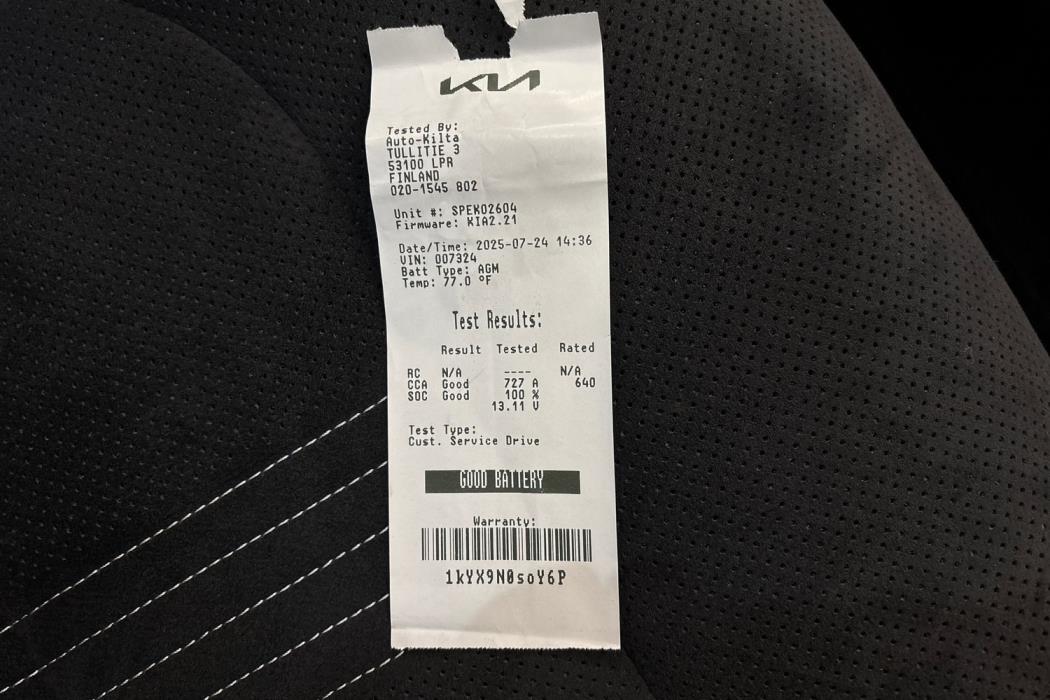 KIA
Tested By:
Auto-Kilta
TULLITIE 3
53100 LPR
FINLAND
020-1545 802
Unit #: SPEK02604
Firmware: KIA2.21
Date/Time: 2025-07-24 14:36
VIN: 007324
Batt Type: AGM
Temp: 77.0 °F
Test Results:
Result Tested Rated
RC N/A ---- N/A
CCA Good 727 A 640
SOC Good 100 %
13.11 V
Test Type:
Cust. Service Drive
GOOD BATTERY
Warranty:
1kYX9N0soY6P